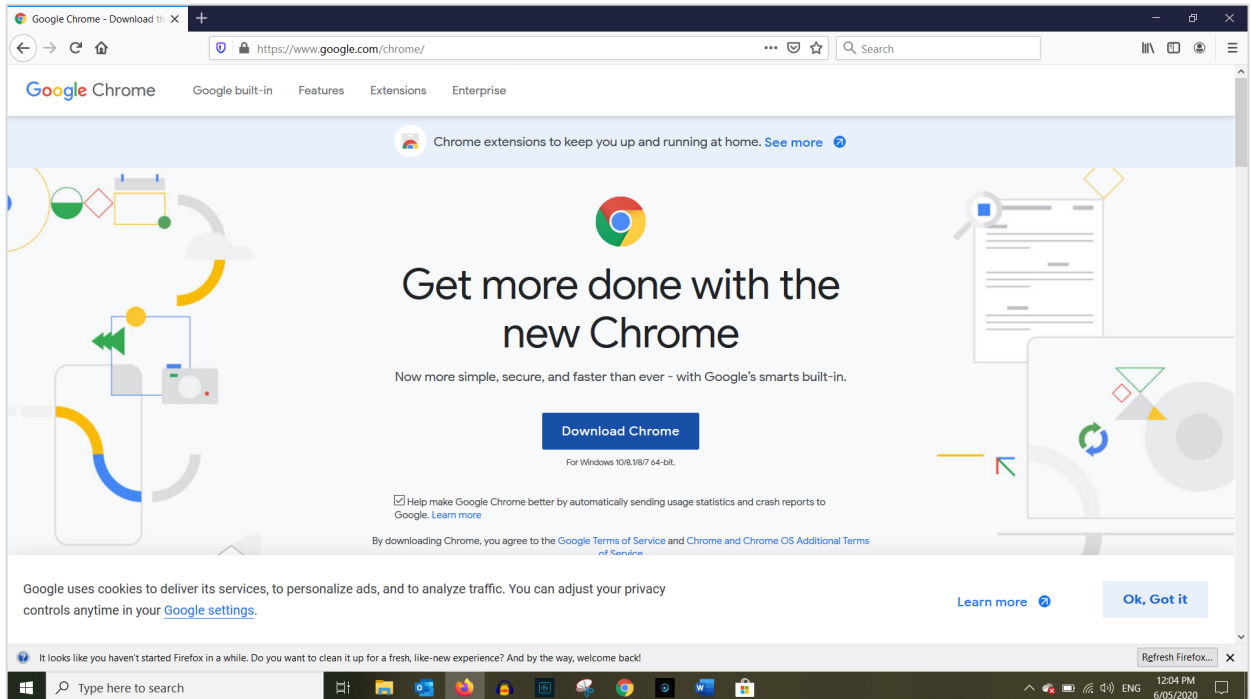 Google Chrome - Download th
https://www.google.com/chrome/
Search
Google Chrome
Google built-in
Features
Extensions
Enterprise
Chrome extensions to keep you up and running at home. See more
Get more done with the
new Chrome
Now more simple, secure, and faster than ever - with Google's smarts built-in.
Download Chrome
For Windows 10/8.1/8/7 64-bit.
Help make Google Chrome better by automatically sending usage statistics and crash reports to
Google. Learn more
By downloading Chrome, you agree to the Google Terms of Service and Chrome and Chrome OS Additional Terms
of Service
Google uses cookies to deliver its services, to personalize ads, and to analyze traffic. You can adjust your privacy
controls anytime in your Google settings.
Learn more
Ok, Got it
It looks like you haven't started Firefox in a while. Do you want to clean it up for a fresh, like-new experience? And by the way, welcome back!
Refresh Firefox...
Type here to search
ENG
12:04 PM
6/05/2020